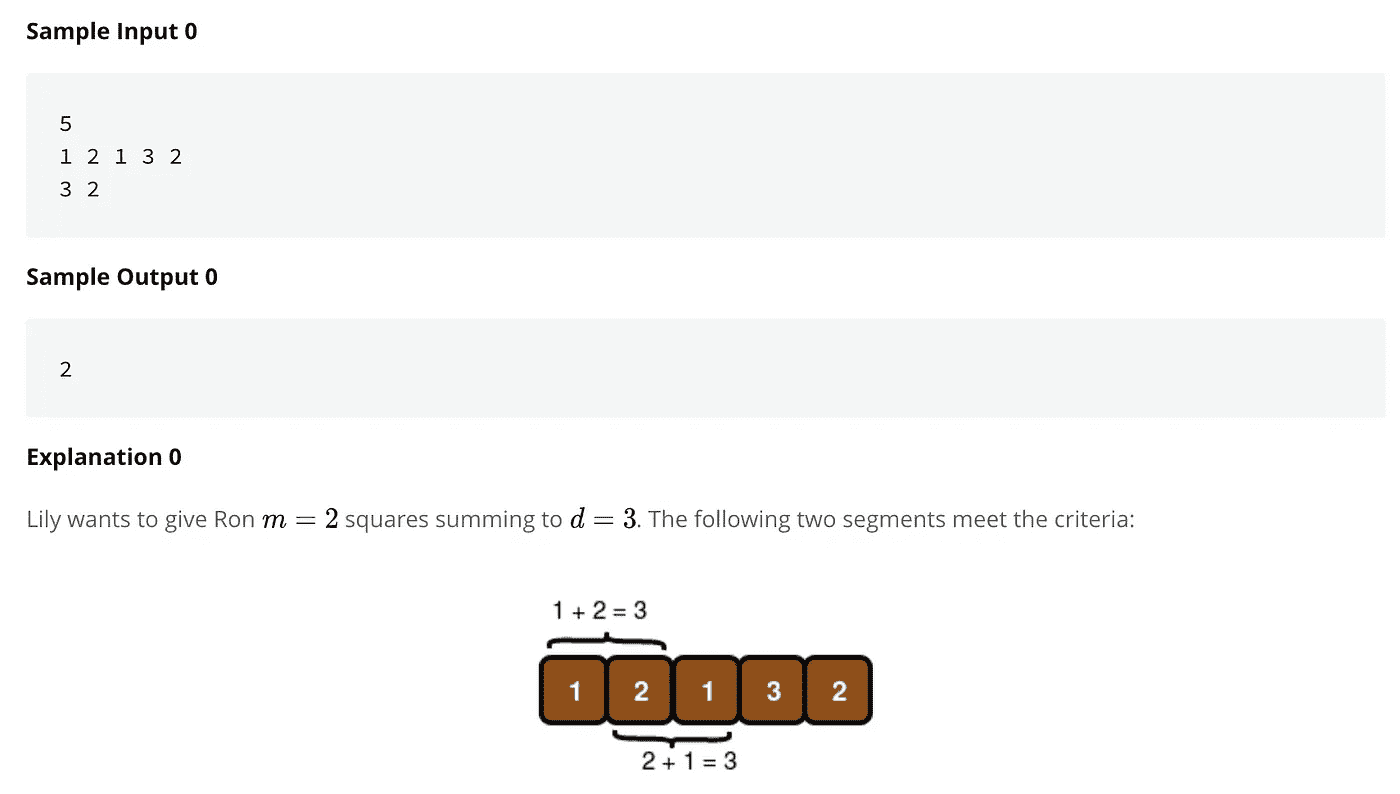 Sample Input 0
5
1 2 1 3 2
3 2
Sample Output 0
2
Explanation 0
Lily wants to give Ron m = 2 squares summing to d = 3. The following two segments meet the criteria:
1 + 2 = 3
1 2 1 3 2
2 + 1 = 3